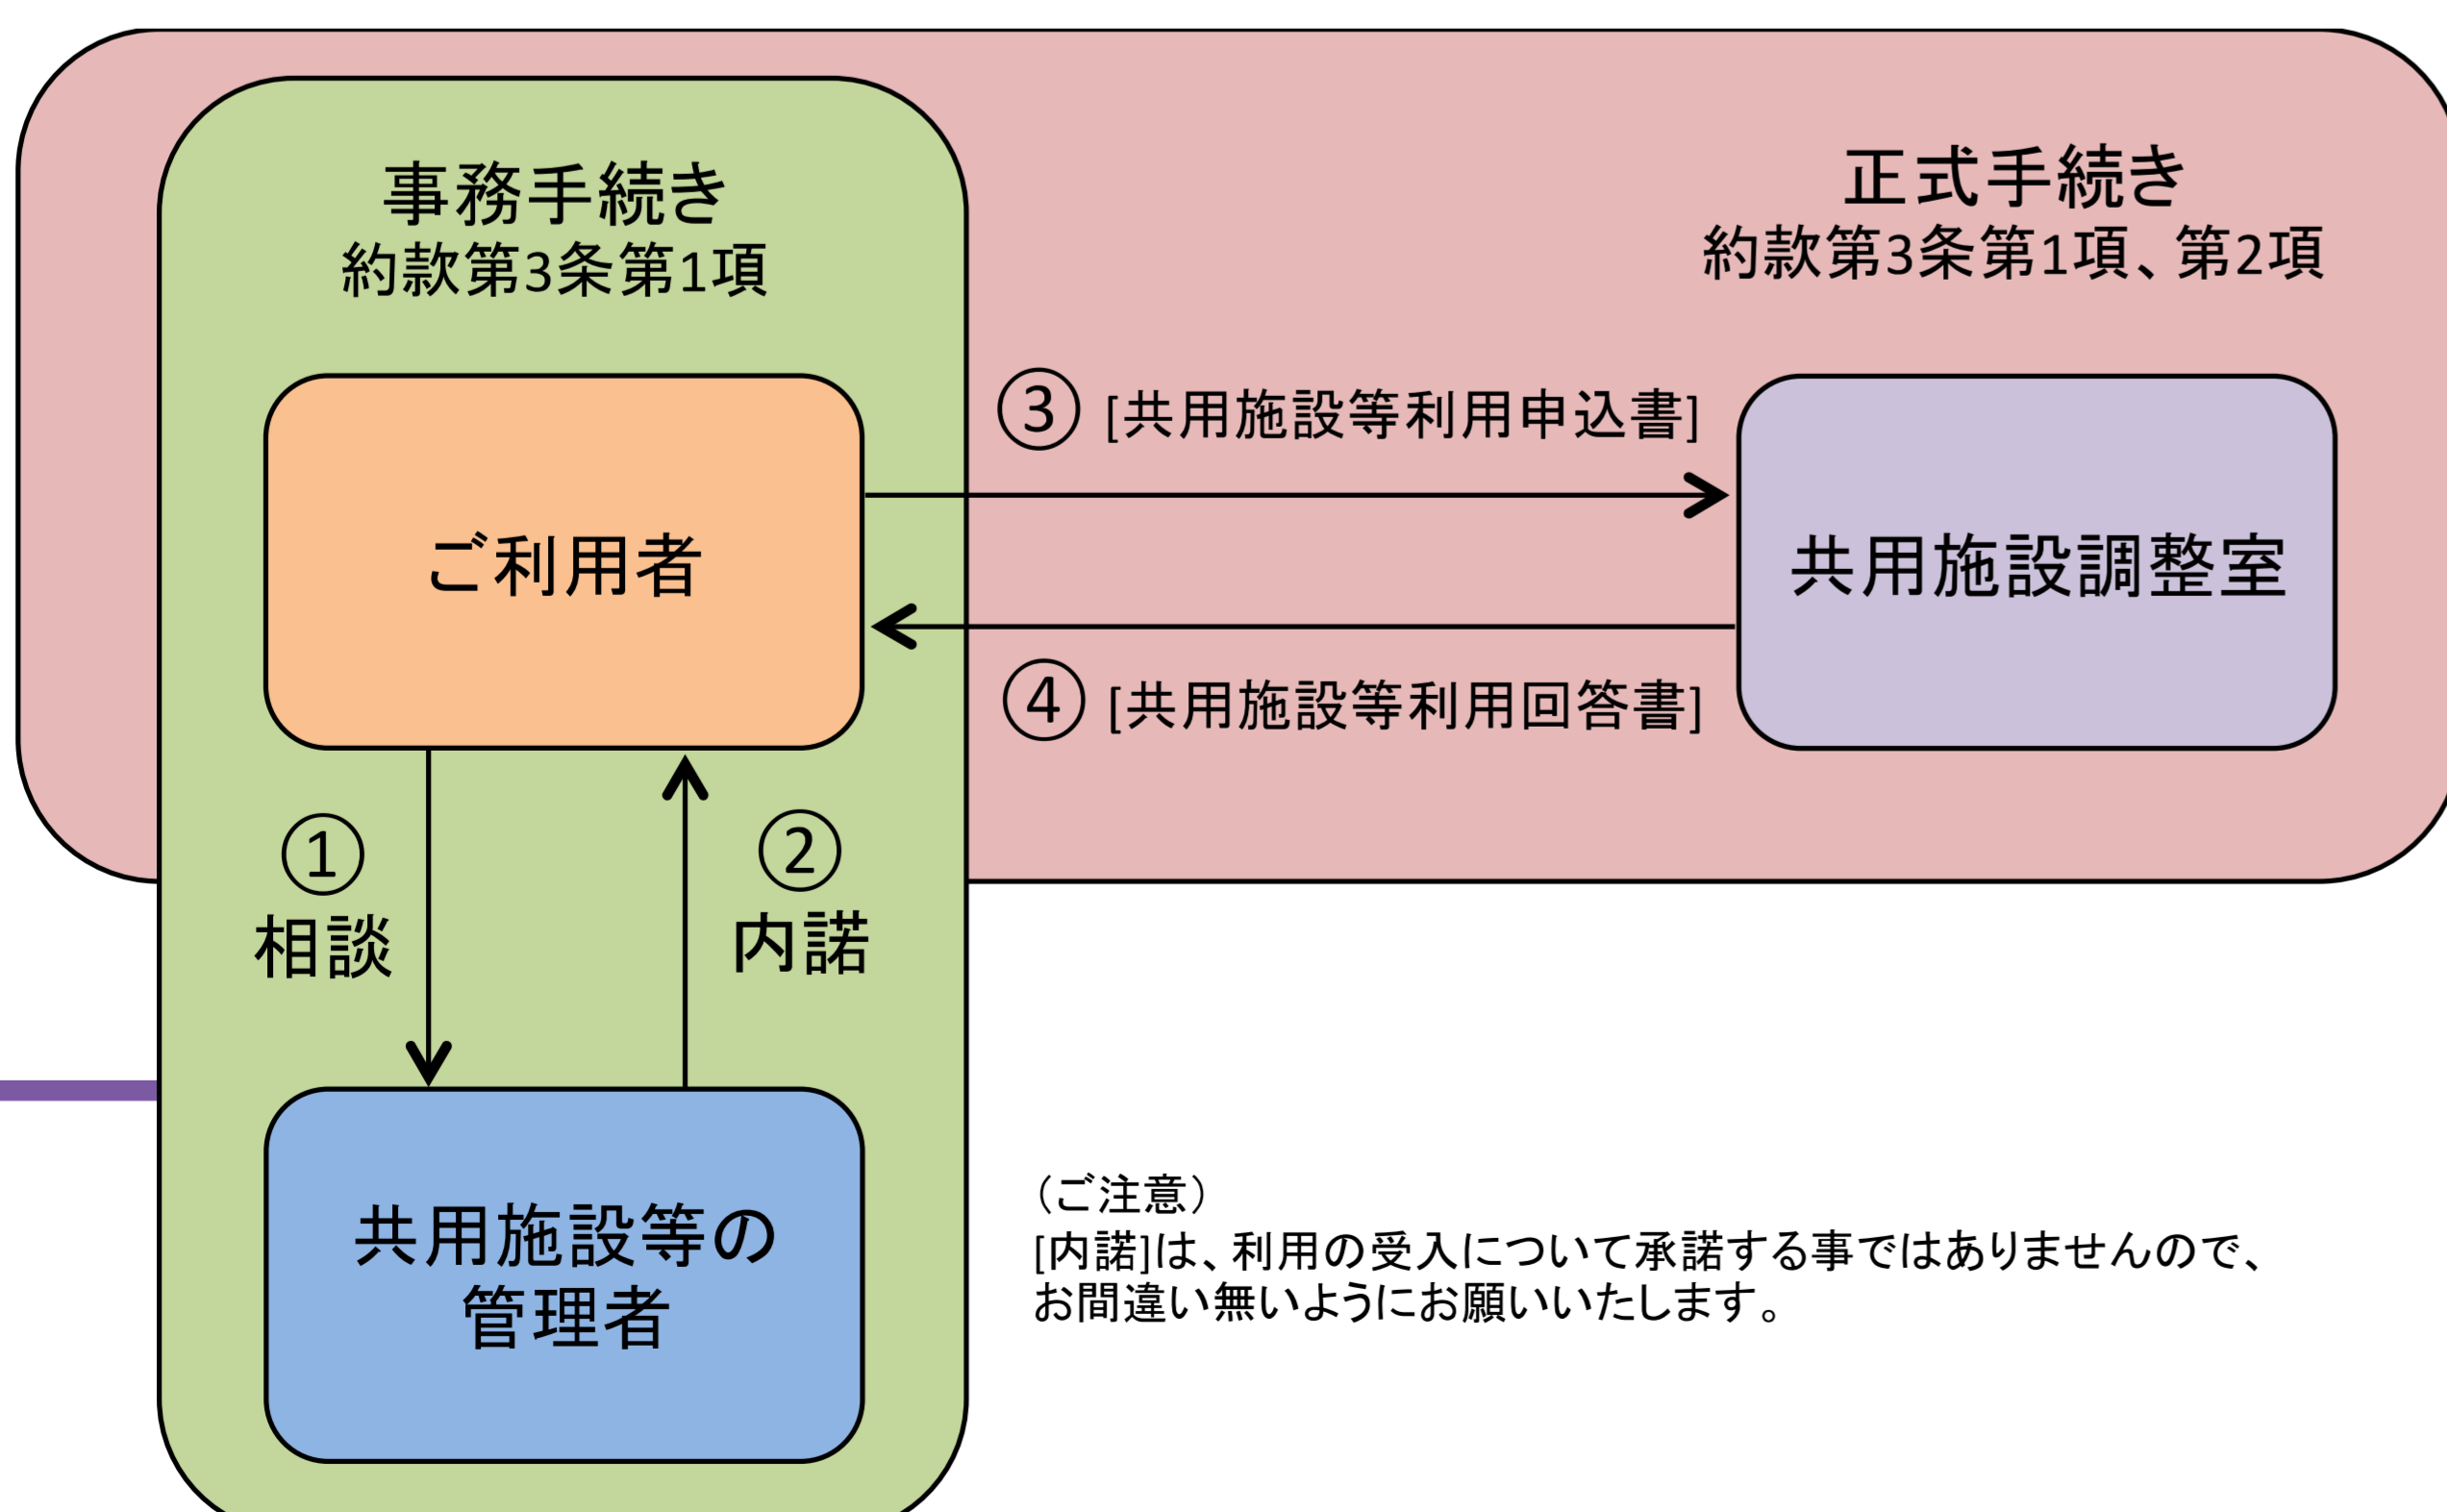 事務手続き
約款第3条第1項
正式手続き
約款第3条第1項、第2項
③ [共用施設等利用申込書]
ご利用者
共用施設調整室
④ [共用施設等利用回答書]
①
相談
②
内諾
共用施設等の
管理者
（ご注意）
[内諾]は、利用の受入について承諾する事ではありませんので、
お間違い無いようにお願いいたします。